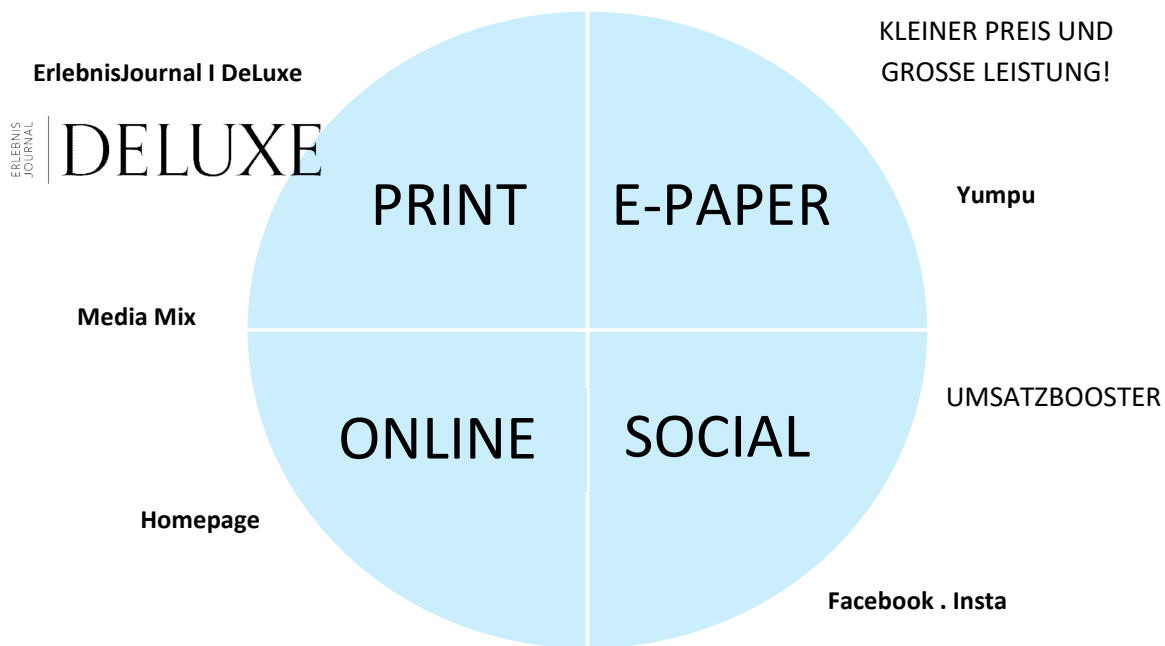 KLEINER PREIS UND
GROSSE LEISTUNG!
ErlebnisJournal I DeLuxe
ERLEBNIS
JOURNAL
DELUXE
PRINT
E-PAPER
Yumpu
Media Mix
UMSATZBOOSTER
ONLINE
SOCIAL
Homepage
Facebook . Insta